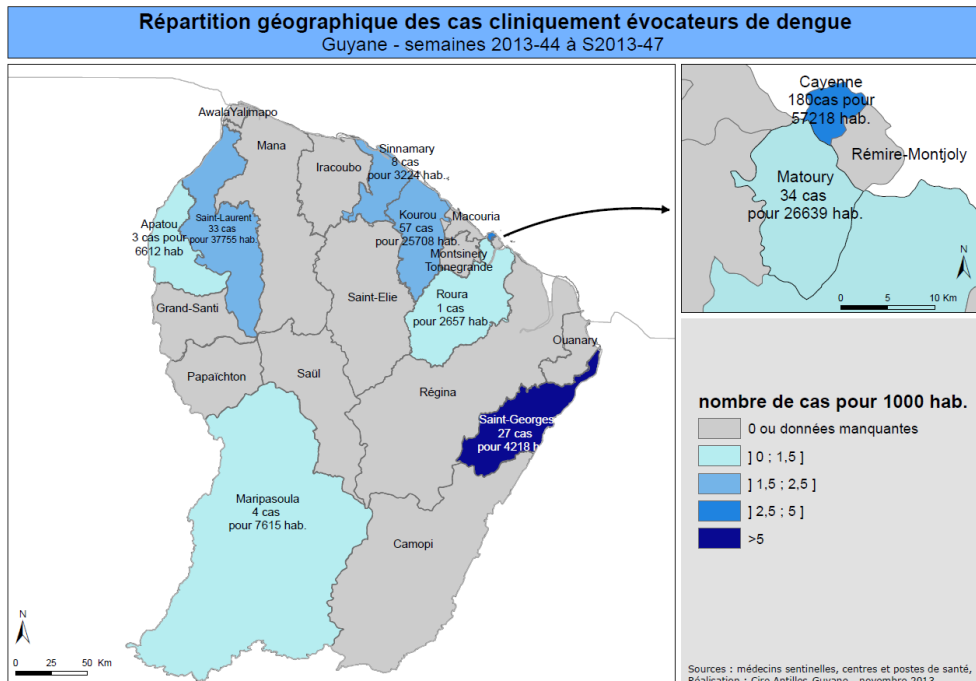 Répartition géographique des cas cliniquement évocateurs de dengue
Guyane - semaines 2013-44 à S2013-47
AwalaYalimapo
Mana
Iracoubo
Sinnamary
8 cas
pour 3224 hab.
Apatou
3 cas pour
6612 hab
Saint-Laurent
33 cas
pour 37755 hab.
Kourou
57 cas
pour 25708 hab.
Macouria
Montsinery
Tonnegrande
Grand-Santi
Saint-Elie
Roura
1 cas
pour 2657 hab
Ouanary
Papaïchton
Saül
Régina
Saint-Georges
27 cas
pour 4218 h
Maripasoula
4 cas
pour 7615 hab.
Camopi
N
0 25 50 Km
Cayenne
180cas pour
57218 hab.
Rémire-Montjoly
Matoury
34 cas
pour 26639 hab.
N
0 5 10 Km
nombre de cas pour 1000 hab.
0 ou données manquantes
] 0 ; 1,5 ]
] 1,5 ; 2,5 ]
] 2,5 ; 5 ]
>5
Sources : médecins sentinelles, centres et postes de santé,
Réalisation : Cire Antilles-Guyane - novembre 2013